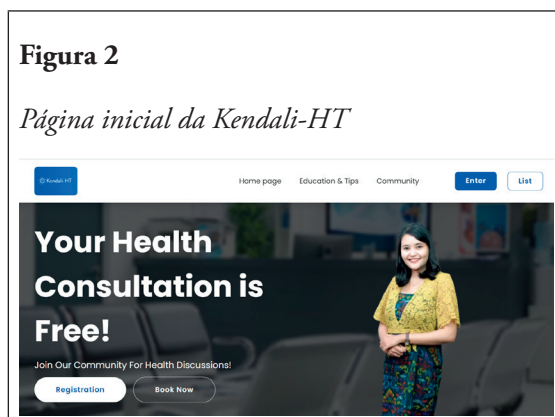 Figura 2
Página inicial da Kendali-HT
Kendali-HT
Home page Education & Tips Community Enter List
Your Health
Consultation is
Free!
Join Our Community For Health Discussions!
Registration Book Now